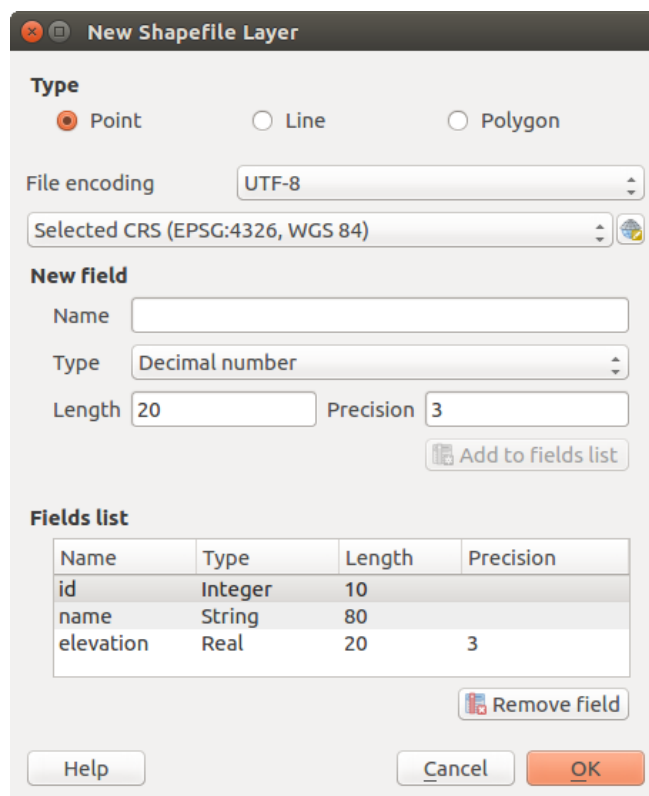 New Shapefile Layer
Type
Point Line Polygon
File encoding UTF-8
Selected CRS (EPSG:4326, WGS 84)
New field
Name
Type Decimal number
Length 20 Precision 3
Add to fields list
Fields list
Name Type Length Precision
id Integer 10
name String 80
elevation Real 20 3
Remove field
Help Cancel OK